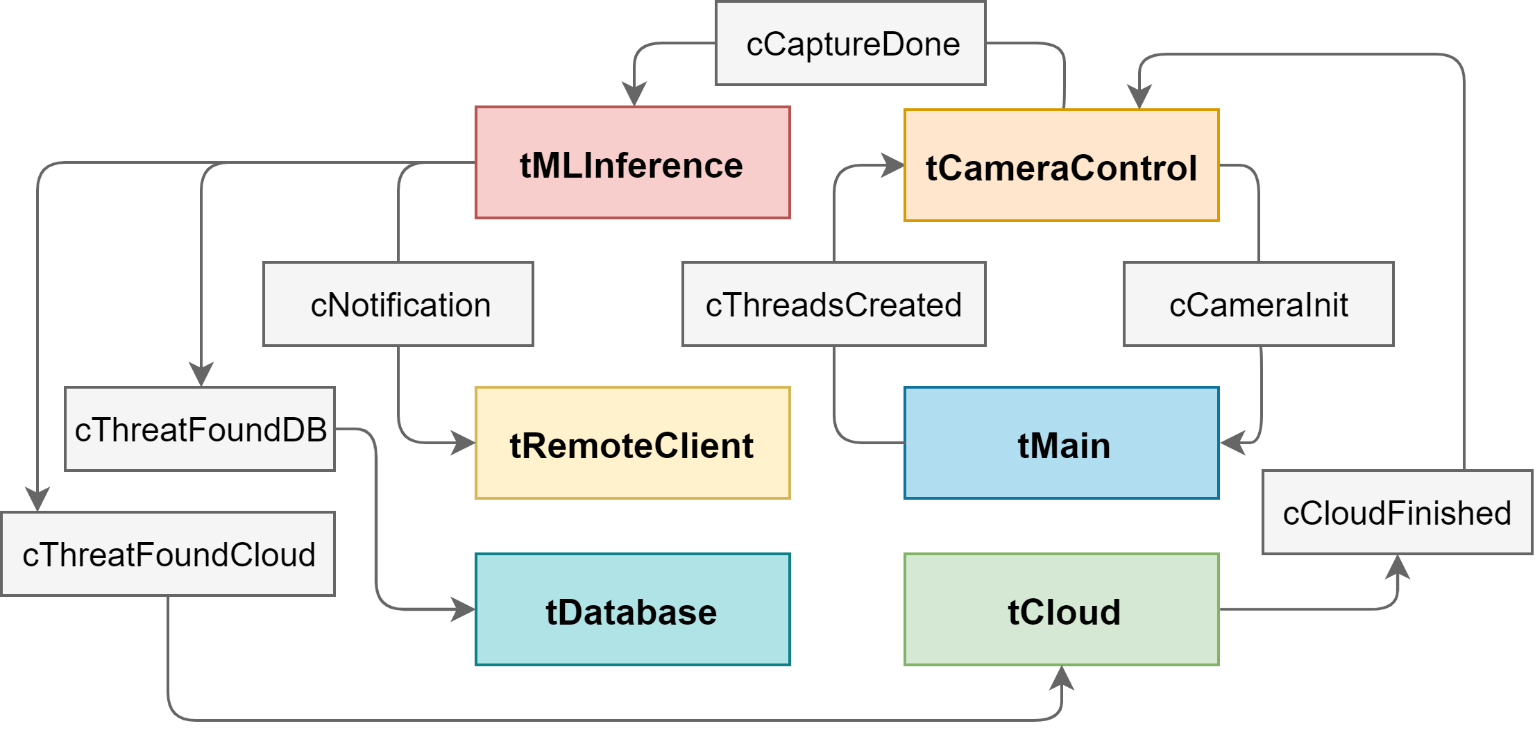 cCaptureDone
tMLInference
tCameraControl
cNotification
cThreadsCreated
cCameraInit
cThreatFoundDB
tRemoteClient
tMain
cCloudFinished
cThreatFoundCloud
tDatabase
tCloud